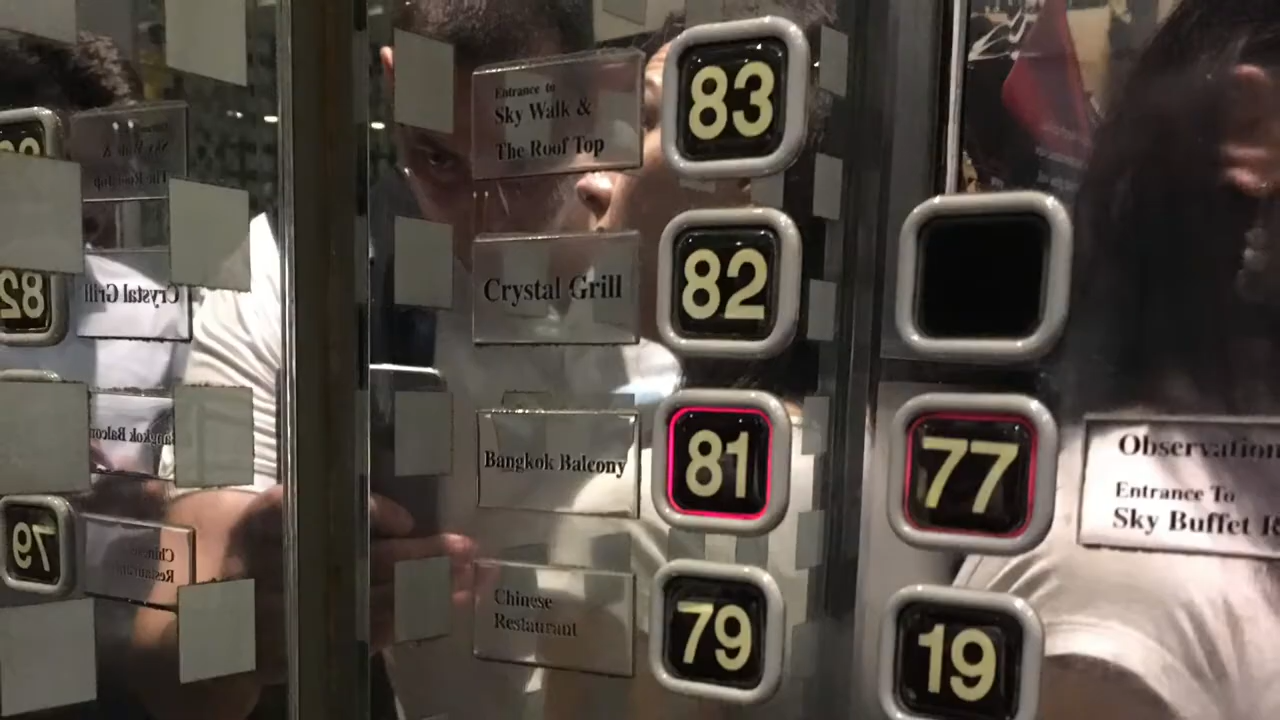 Entrance to
Sky Walk &
The Roof Top
83
Crystal Grill
82
Bangkok Balcony
81
Chinese
Restaurant
79
77
Observation
Entrance To
Sky Buffet
19